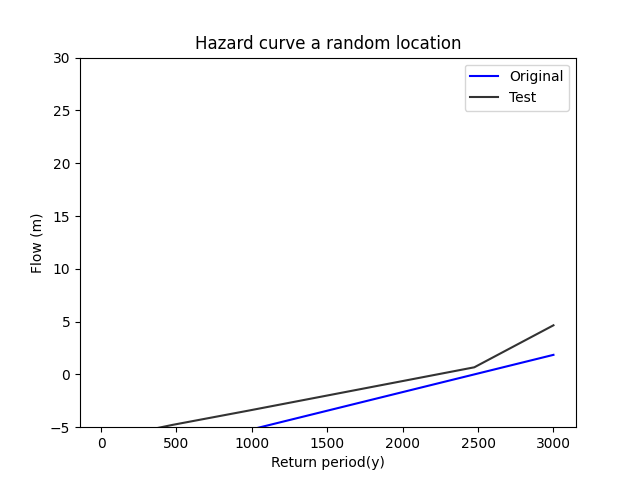 Hazard curve a random location
Original
Test
30
25
20
15
10
5
0
−5
Flow (m)
0 500 1000 1500 2000 2500 3000
Return period(y)